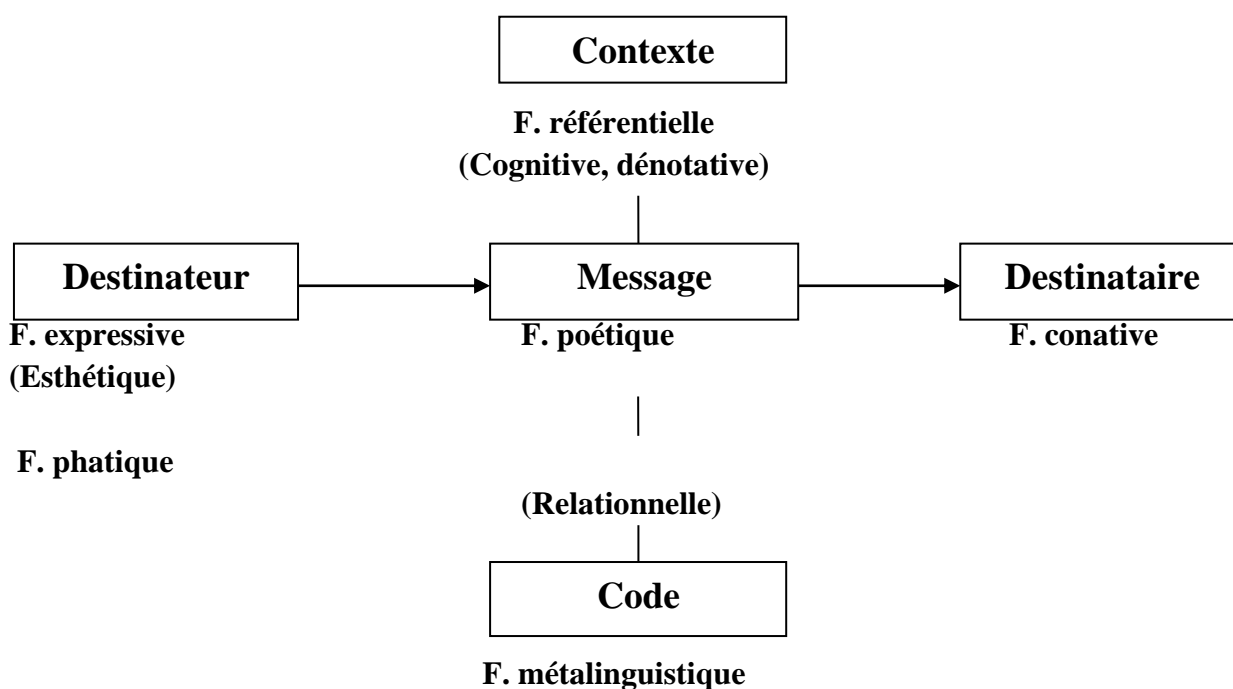 Contexte
F. référentielle
(Cognitive, dénotative)
Destinateur
Message
Destinataire
F. expressive
F. poétique
F. conative
(Esthétique)
F. phatique
(Relationnelle)
Code
F. métalinguistique